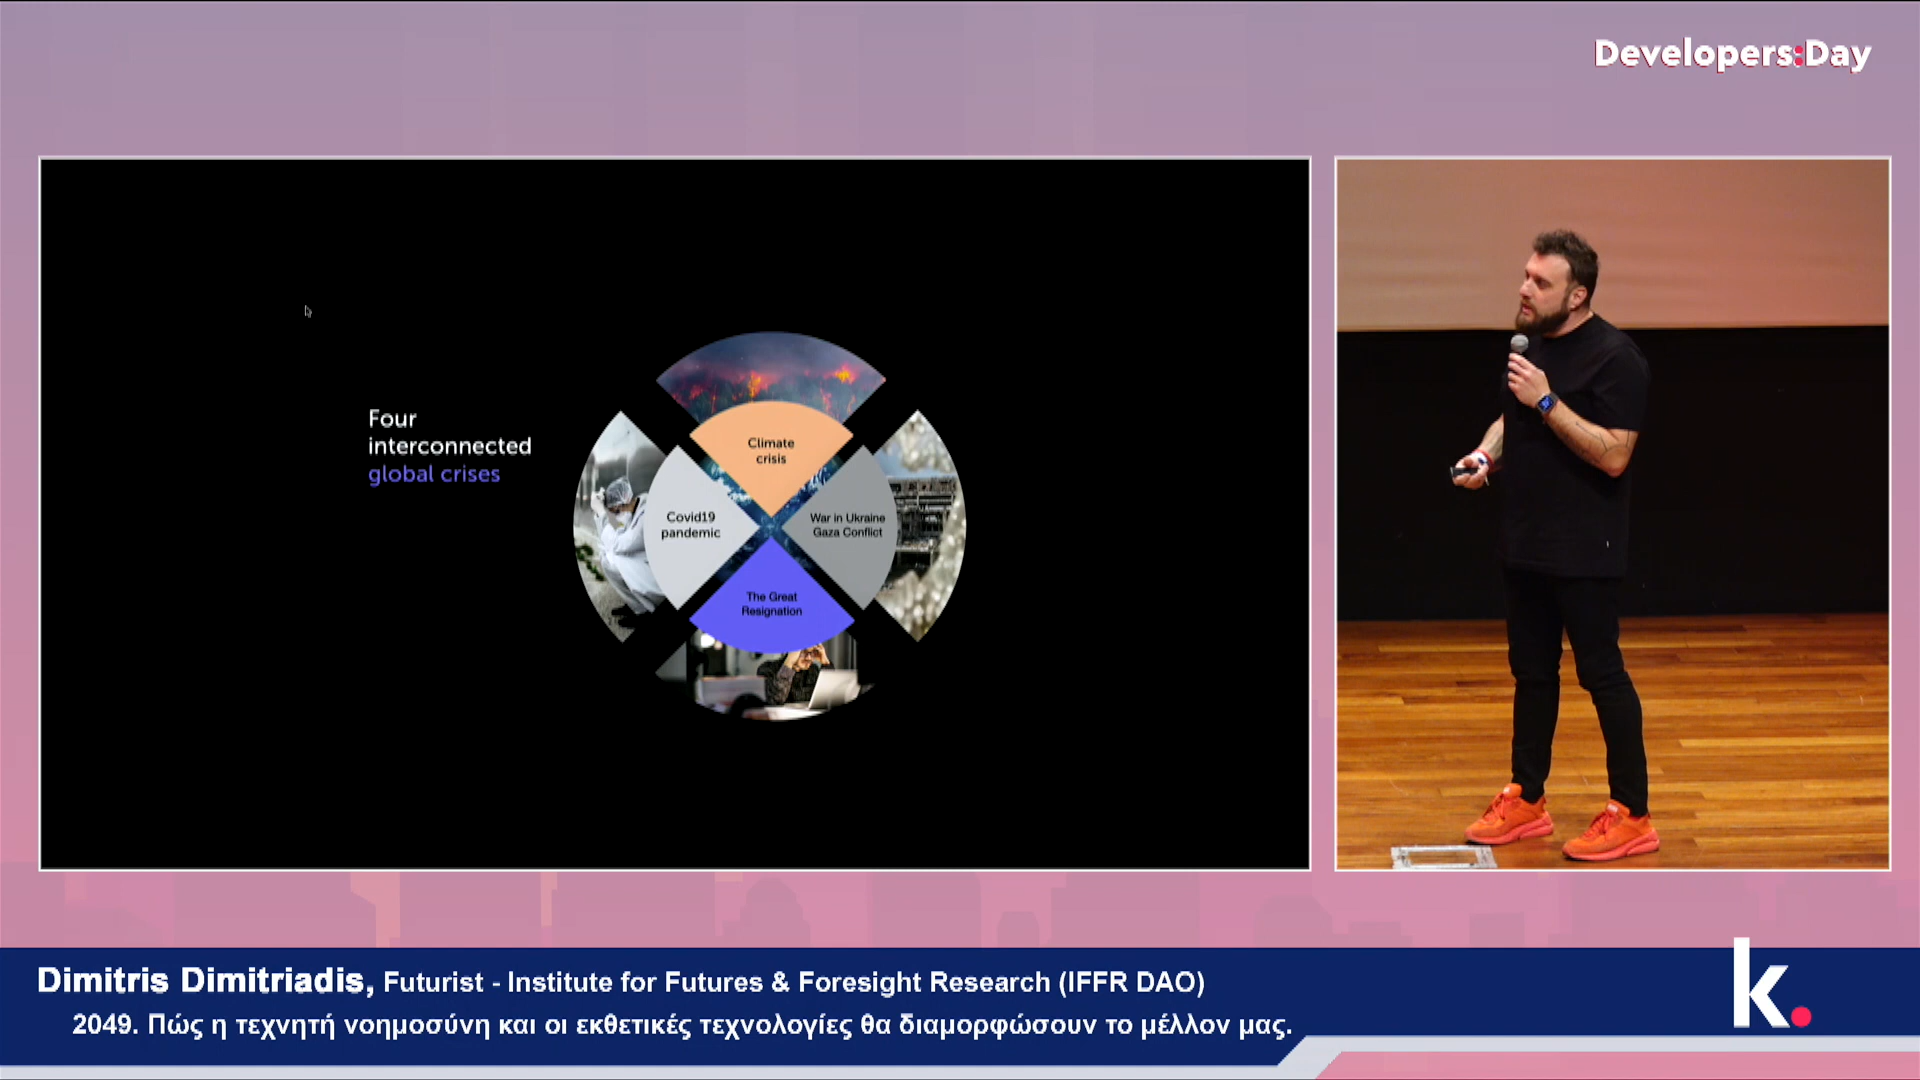 Developers:Day
Four
interconnected
global crises
Climate
crisis
Covid19
pandemic
War in Ukraine
Gaza Conflict
The Great
Resignation
Dimitris Dimitriadis, Futurist - Institute for Futures & Foresight Research (IFFR DAO)
2049. Πώς η τεχνητή νοημοσύνη και οι εκθετικές τεχνολογίες θα διαμορφώσουν το μέλλον μας.
k.